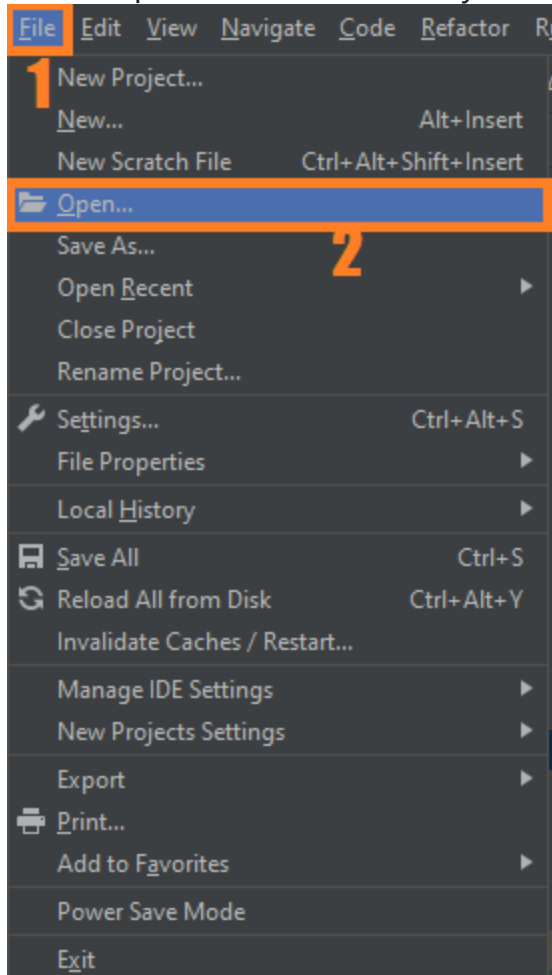 File Edit View Navigate Code Refactor
1
New Project...
New... Alt+Insert
New Scratch File Ctrl+Alt+Shift+Insert
Open...
2
Save As...
Open Recent
Close Project
Rename Project...
Settings... Ctrl+Alt+S
File Properties
Local History
Save All Ctrl+S
Reload All from Disk Ctrl+Alt+Y
Invalidate Caches / Restart...
Manage IDE Settings
New Projects Settings
Export
Print...
Add to Favorites
Power Save Mode
Exit